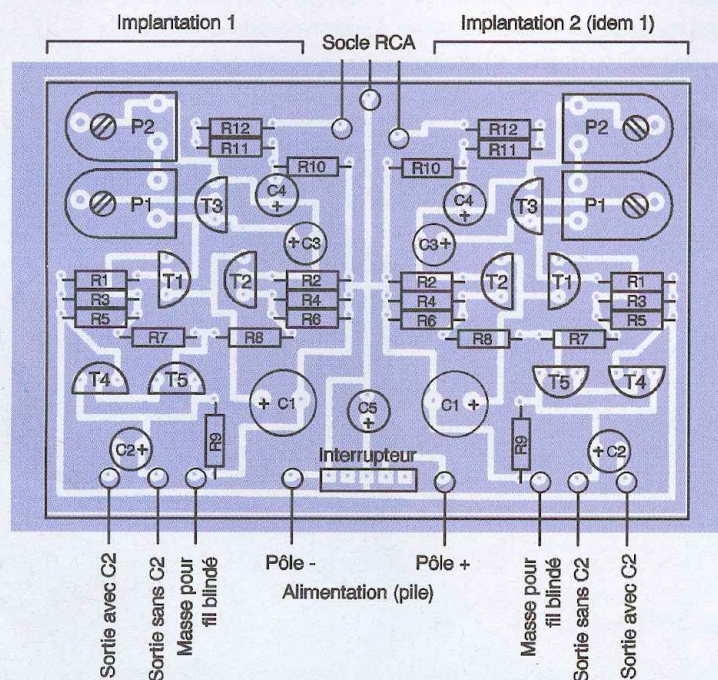 Implantation 1
Implantation 2 (idem 1)
Socle RCA
P2
R12
R11
R10
C4
P1
T3
+C3
T1
T2
R1
R3
R5
R2
R4
R6
R7
R8
T4
T5
+ C1
C5
+
C2+
R9
Interrupteur
R12
R11
R10
C4
+
P2
P1
T3
C3+
T2
T1
R2
R4
R6
R1
R3
R5
R8
R7
T5
T4
C1 +
R9
+C2
Sortie avec C2
Sortie sans C2
Masse pour
fil blindé
Pôle -
Pôle +
Alimentation (pile)
Masse pour
fil blindé
Sortie sans C2
Sortie avec C2